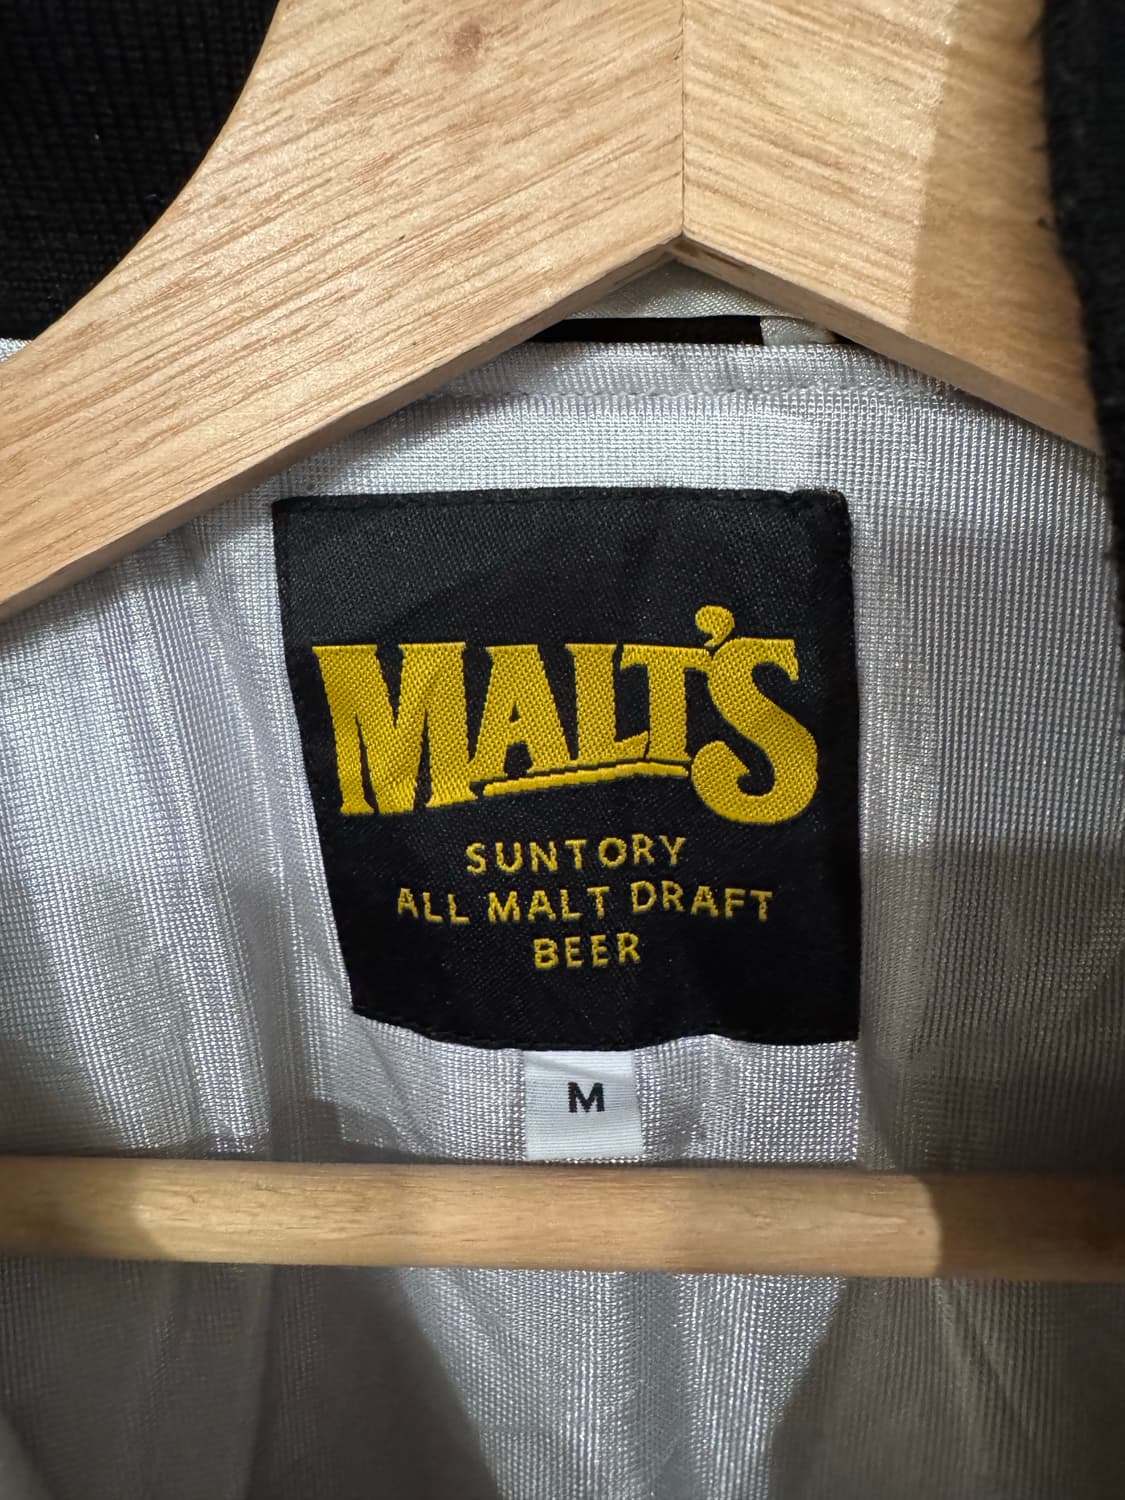 MALT'S
SUNTORY
ALL MALT DRAFT
BEER
M